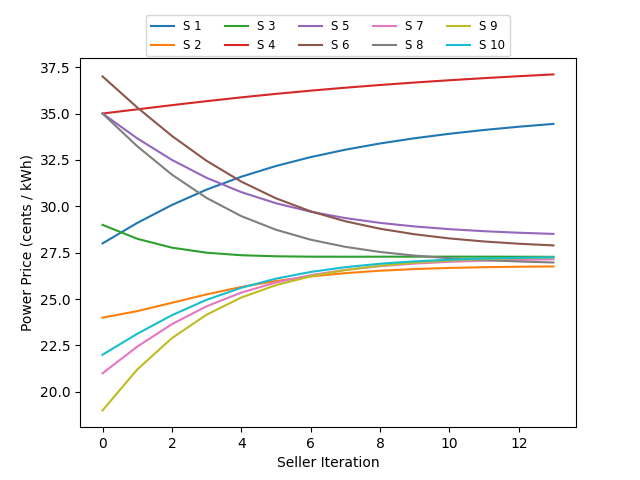 S 1 S 3 S 5 S 7 S 9
S 2 S 4 S 6 S 8 S 10
37.5
35.0
32.5
30.0
27.5
25.0
22.5
20.0
Power Price (cents / kWh)
0 2 4 6 8 10 12
Seller Iteration